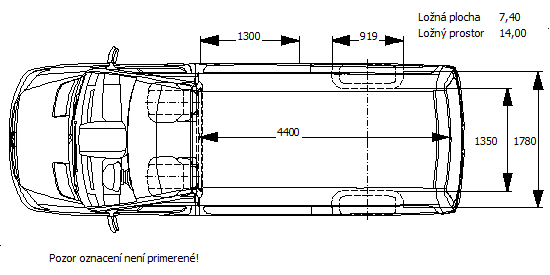 Ložná plocha 7,40
Ložný prostor 14,00
1300
919
4400
1350
1780
Pozor oznacení není primerené!